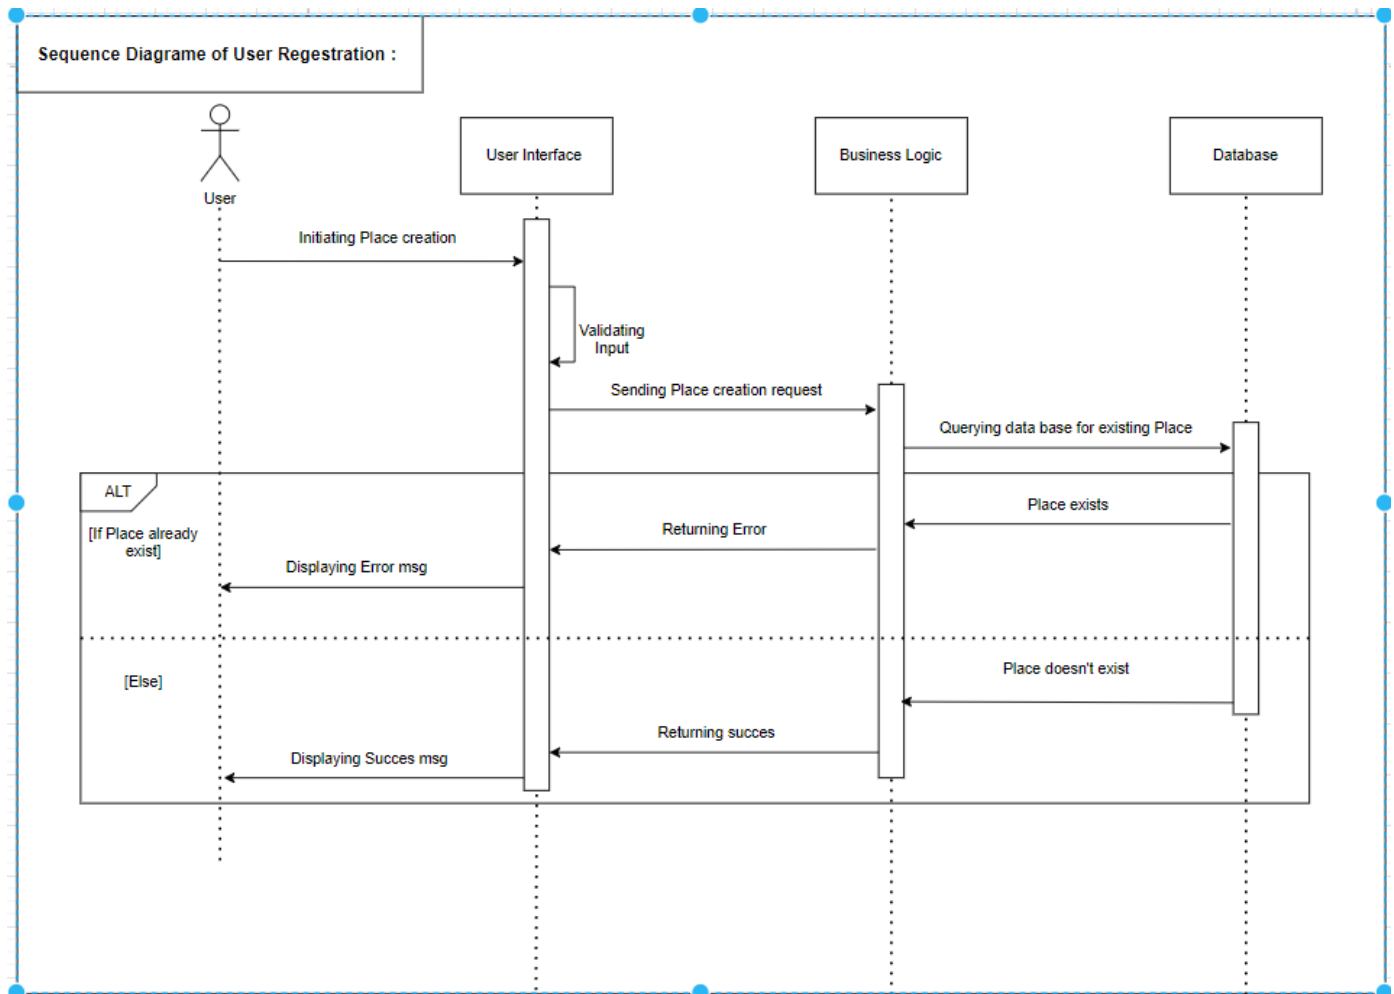 Sequence Diagrame of User Regestration :
User
User Interface
Business Logic
Database
Initiating Place creation
Validating
Input
Sending Place creation request
Querying data base for existing Place
ALT
[If Place already
exist]
Place exists
Returning Error
Displaying Error msg
[Else]
Place doesn't exist
Returning succes
Displaying Succes msg